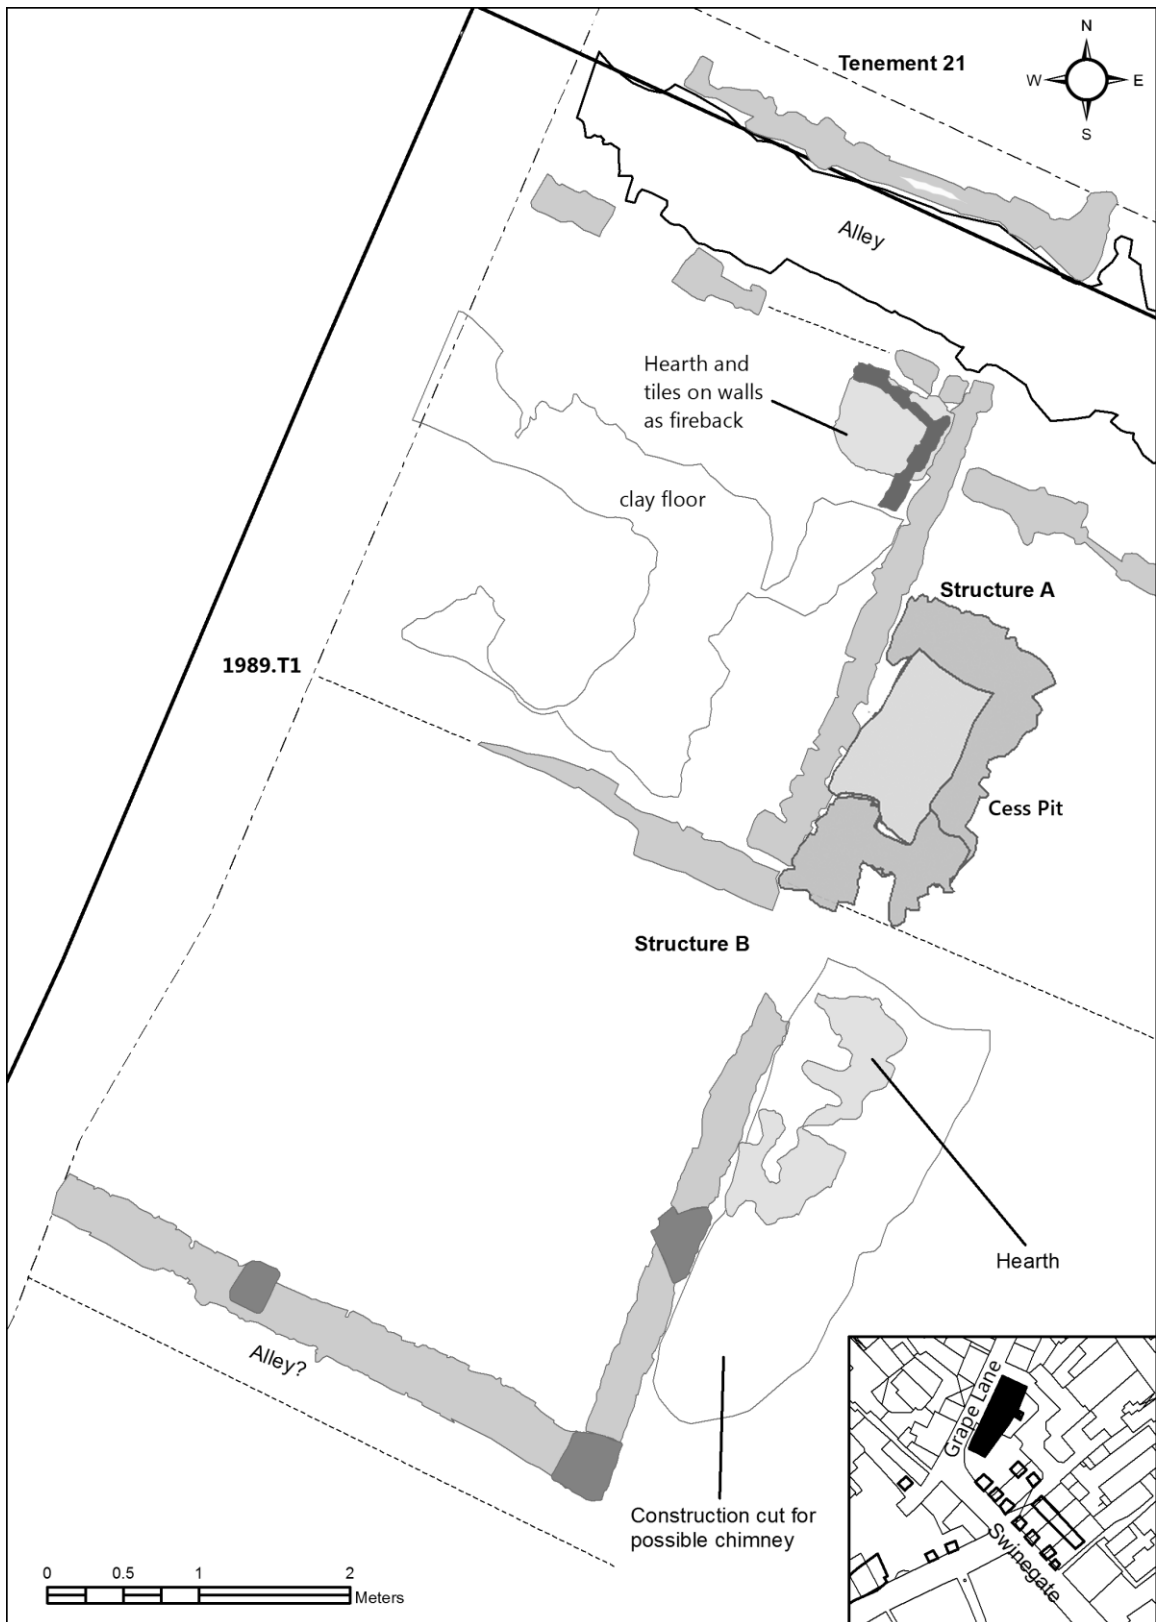 N
Tenement 21
W
E
S
Alley
Hearth and
tiles on walls
as fireback
clay floor
Structure A
1989.T1
Cess Pit
Structure B
Hearth
Alley?
Grape Lane
Construction cut for
possible chimney
Swinegate
0 0.5 1 2
Meters